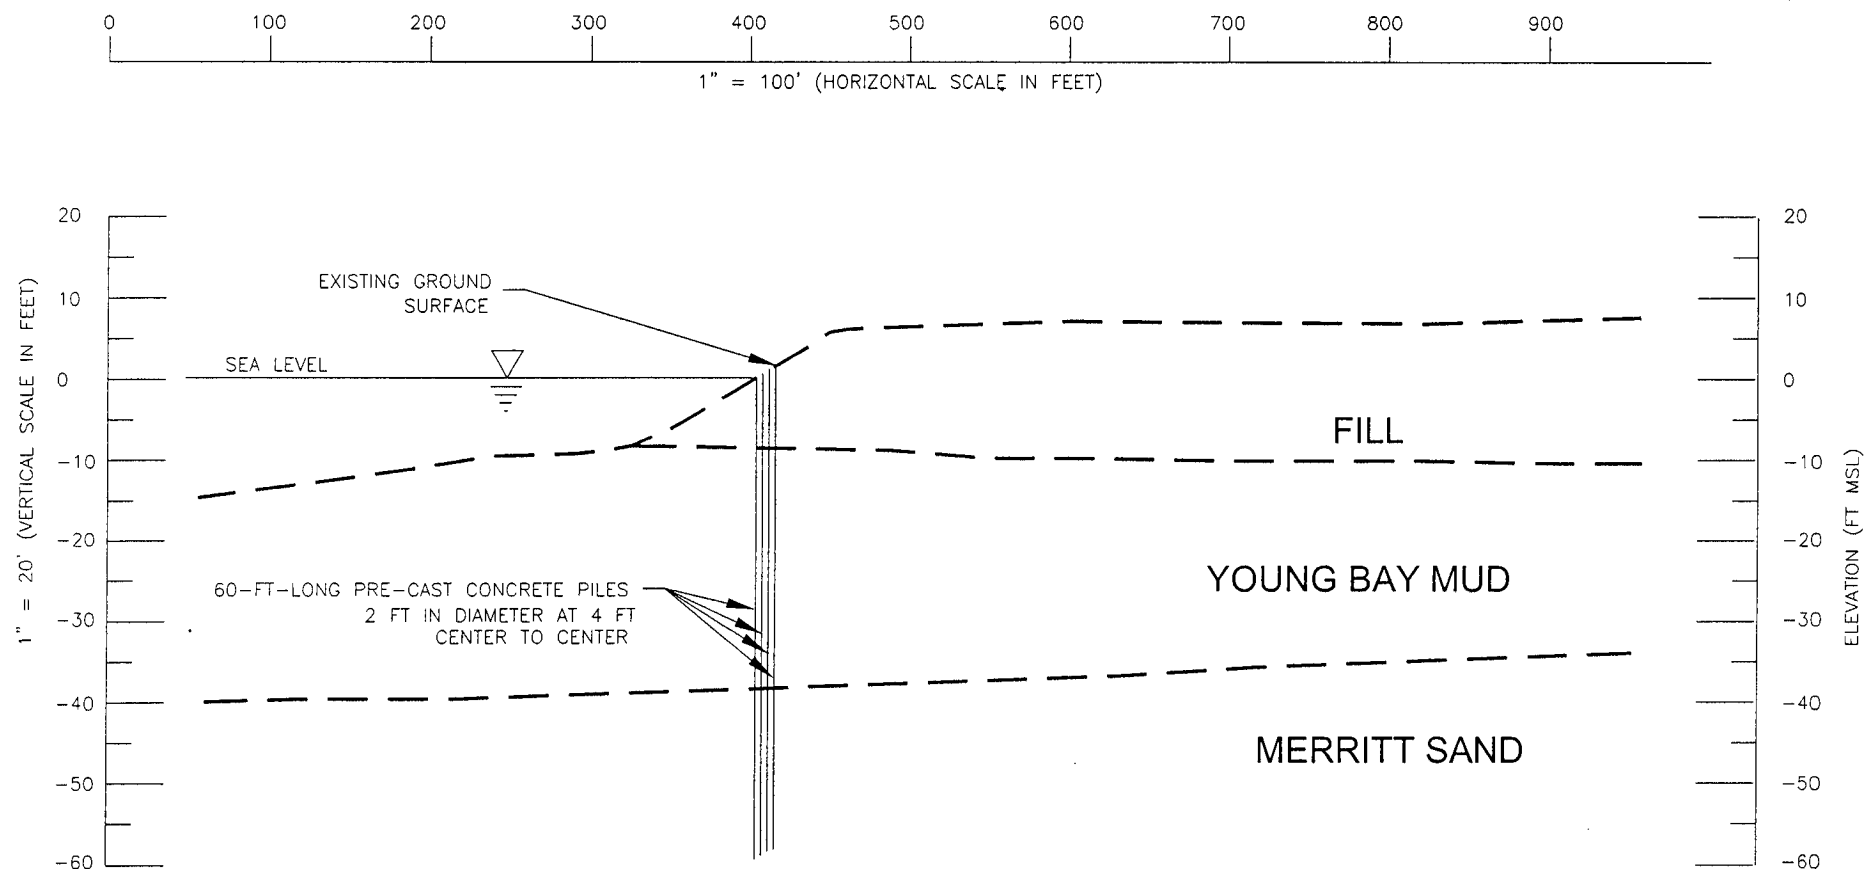 0 100 200 300 400 500 600 700 800 900
1" = 100' (HORIZONTAL SCALE IN FEET)
20
10
0
-10
-20
-30
-40
-50
-60
1" = 20' (VERTICAL SCALE IN FEET)
EXISTING GROUND
SURFACE
SEA LEVEL
FILL
YOUNG BAY MUD
60-FT-LONG PRE-CAST CONCRETE PILES
2 FT IN DIAMETER AT 4 FT
CENTER TO CENTER
MERRITT SAND
20
10
0
-10
-20
-30
-40
-50
-60
ELEVATION (FT MSL)